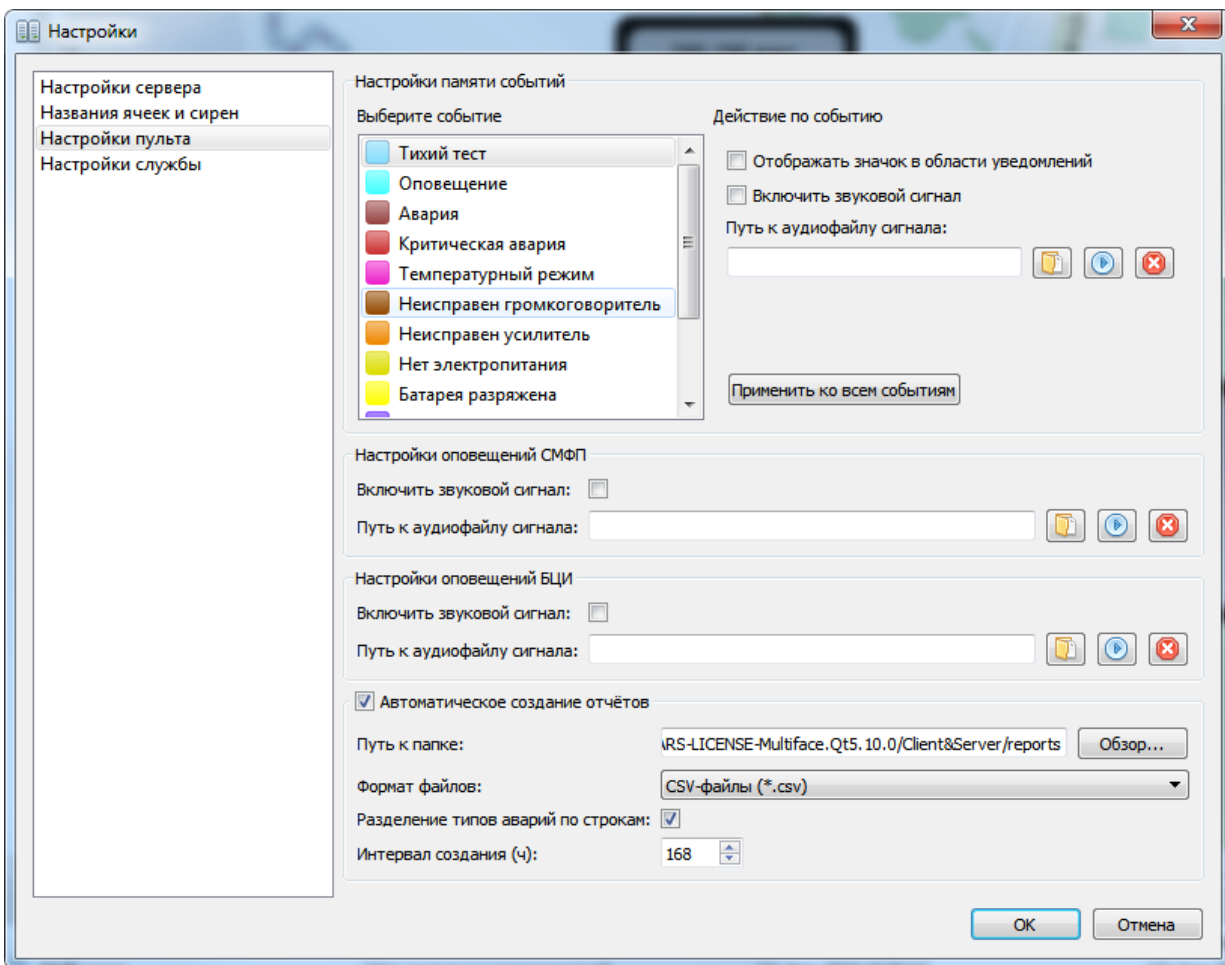 Настройки
Настройки сервера
Названия ячеек и сирен
Настройки пульта
Настройки службы
Настройки памяти событий
Выберите событие
Тихий тест
Оповещение
Авария
Критическая авария
Температурный режим
Неисправен громкоговоритель
Неисправен усилитель
Нет электропитания
Батарея разряжена
Действие по событию
Отображать значок в области уведомлений
Включить звуковой сигнал
Путь к аудиофайлу сигнала:
Применить ко всем событиям
Настройки оповещений СМФП
Включить звуковой сигнал:
Путь к аудиофайлу сигнала:
Настройки оповещений БЦИ
Включить звуковой сигнал:
Путь к аудиофайлу сигнала:
Автоматическое создание отчётов
Путь к папке: ARS-LICENSE-Multiface.Qt5.10.0/Client&Server/reports Обзор...
Формат файлов: CSV-файлы (*.csv)
Разделение типов аварий по строкам:
Интервал создания (ч): 168
OK Отмена